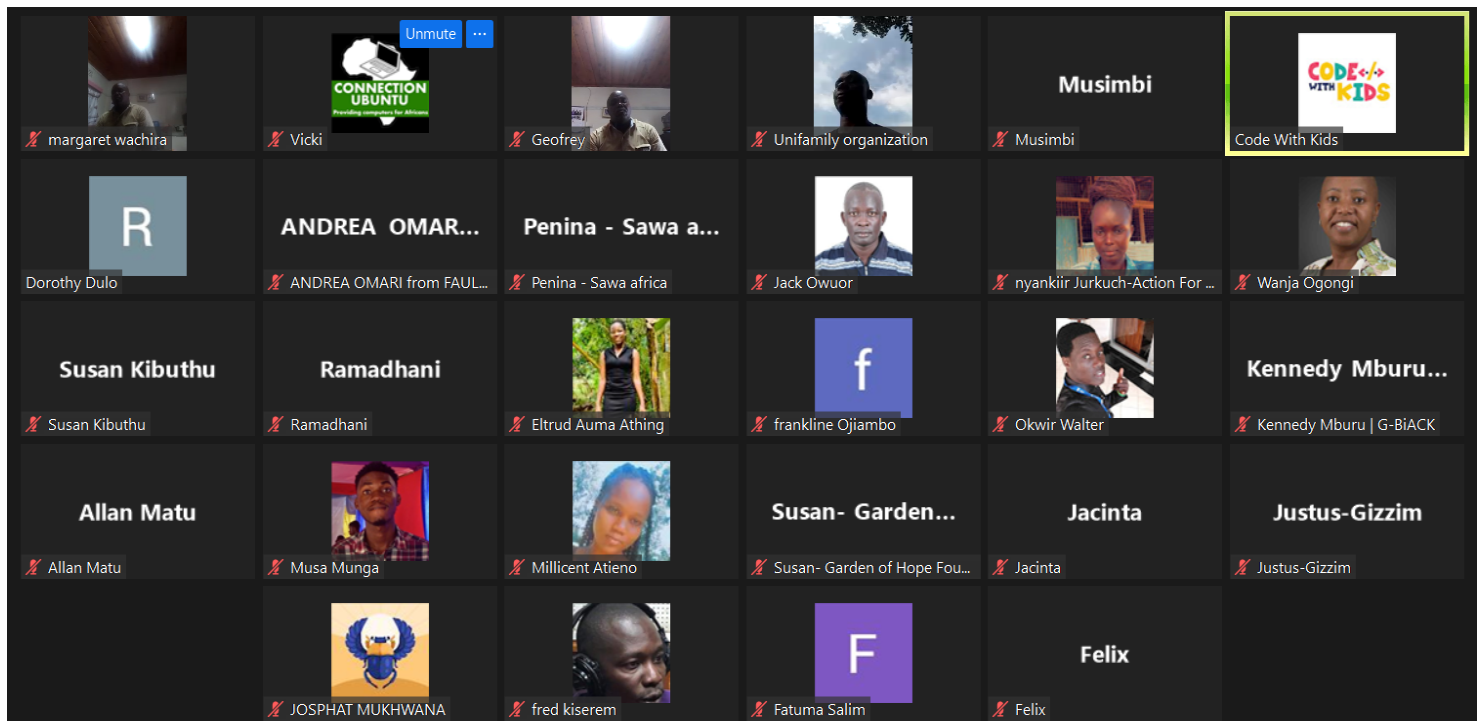 Unmute
...
CONNECTION
UBUNTU
Providing computers for Africans
Musimbi
CODE</>
WITH KIDS
margaret wachira
Vicki
Geofrey
Unifamily organization
Musimbi
Code With Kids
R
ANDREA OMAR...
Penina - Sawa a...
Dorothy Dulo
ANDREA OMARI from FAUL...
Penina - Sawa africa
Jack Owuor
nyankiir Jurkuch-Action For ...
Wanja Ogongi
Susan Kibuthu
Ramadhani
f
Kennedy Mburu...
Susan Kibuthu
Ramadhani
Eltrud Auma Athing
frankline Ojiambo
Okwir Walter
Kennedy Mburu | G-BiACK
Allan Matu
Susan- Garden...
Jacinta
Justus-Gizzim
Allan Matu
Musa Munga
Millicent Atieno
Susan- Garden of Hope Fou...
Jacinta
Justus-Gizzim
F
Felix
JOSPHAT MUKHWANA
fred kiserem
Fatuma Salim
Felix